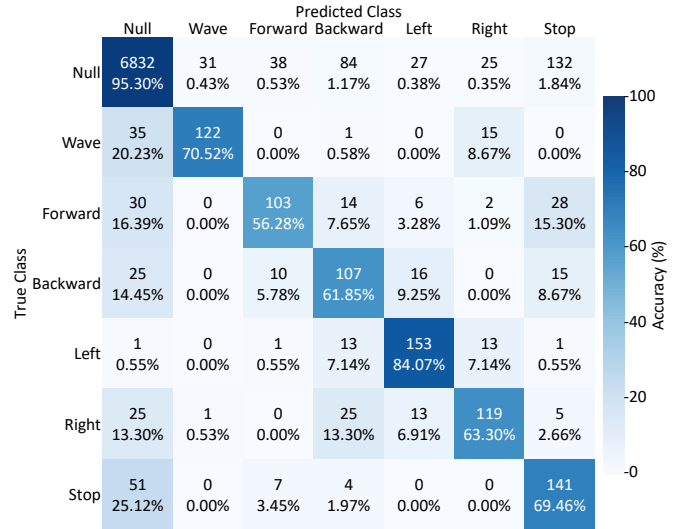 Predicted Class
Null Wave Forward Backward Left Right Stop
Null 6832 31 38 84 27 25 132
95.30% 0.43% 0.53% 1.17% 0.38% 0.35% 1.84%
Wave 35 122 0 1 0 15 0
20.23% 70.52% 0.00% 0.58% 0.00% 8.67% 0.00%
Forward 30 0 103 14 6 2 28
16.39% 0.00% 56.28% 7.65% 3.28% 1.09% 15.30%
Backward 25 0 10 107 16 0 15
14.45% 0.00% 5.78% 61.85% 9.25% 0.00% 8.67%
Left 1 0 1 13 153 13 1
0.55% 0.00% 0.55% 7.14% 84.07% 7.14% 0.55%
Right 25 1 0 25 13 119 5
13.30% 0.53% 0.00% 13.30% 6.91% 63.30% 2.66%
Stop 51 0 7 4 0 0 141
25.12% 0.00% 3.45% 1.97% 0.00% 0.00% 69.46%
True Class
100
80
60
40
20
0
Accuracy (%)